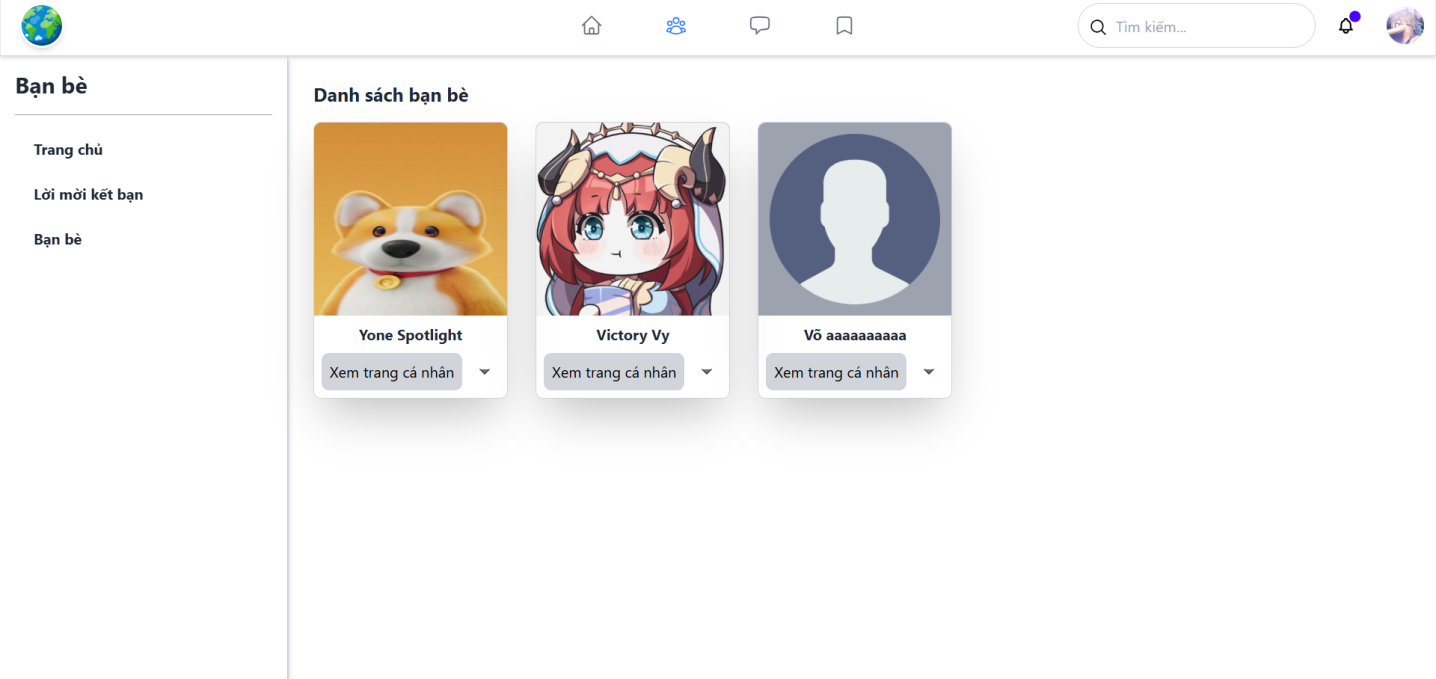 Tìm kiếm...
Bạn bè
Trang chủ
Lời mời kết bạn
Bạn bè
Danh sách bạn bè
Yone Spotlight
Xem trang cá nhân
Victory Vy
Xem trang cá nhân
Võ aaaaaaaaaa
Xem trang cá nhân